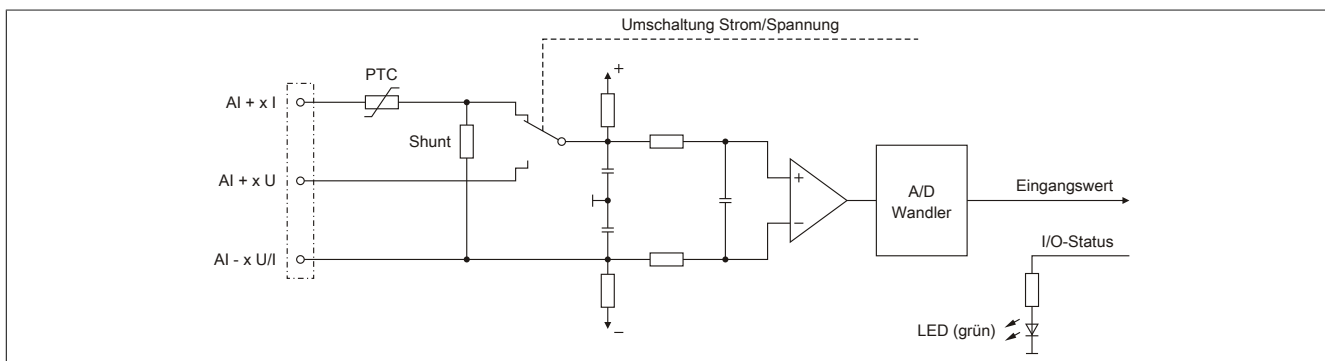 Umschaltung Strom/Spannung
PTC
+
AI + x I
Shunt
AI + x U
+
A/D
Wandler
Eingangswert
−
I/O-Status
AI - x U/I
LED (grün)
−